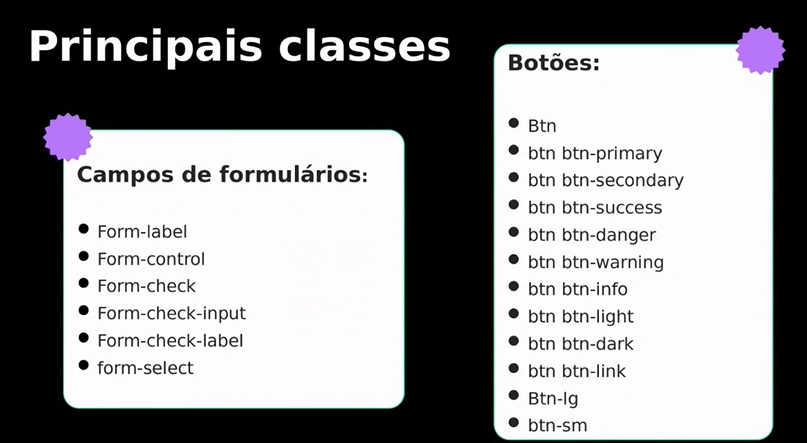 Principais classes
Campos de formulários:
Form-label
Form-control
Form-check
Form-check-input
Form-check-label
form-select
Botões:
Btn
btn btn-primary
btn btn-secondary
btn btn-success
btn btn-danger
btn btn-warning
btn btn-info
btn btn-light
btn btn-dark
btn btn-link
Btn-lg
btn-sm